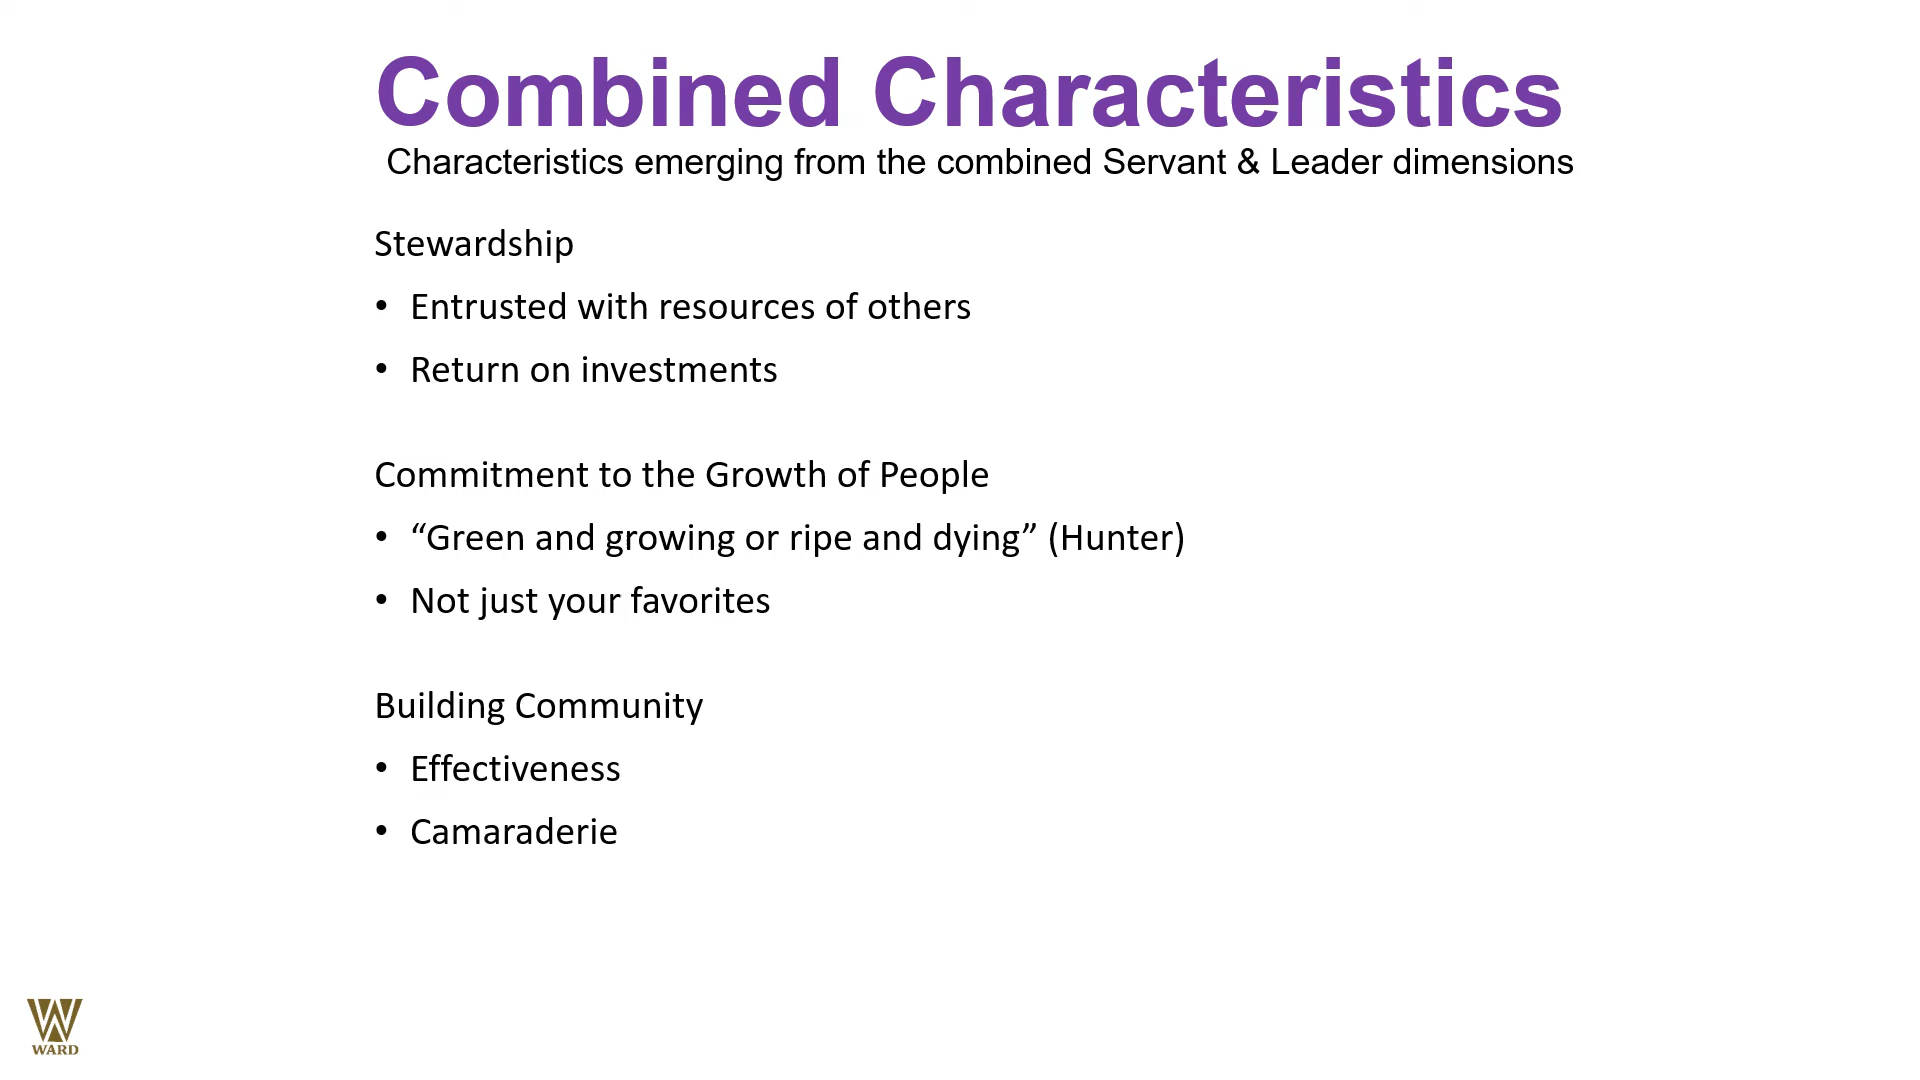 Combined Characteristics
Characteristics emerging from the combined Servant & Leader dimensions
Stewardship
• Entrusted with resources of others
• Return on investments
Commitment to the Growth of People
• “Green and growing or ripe and dying” (Hunter)
• Not just your favorites
Building Community
• Effectiveness
• Camaraderie
WARD